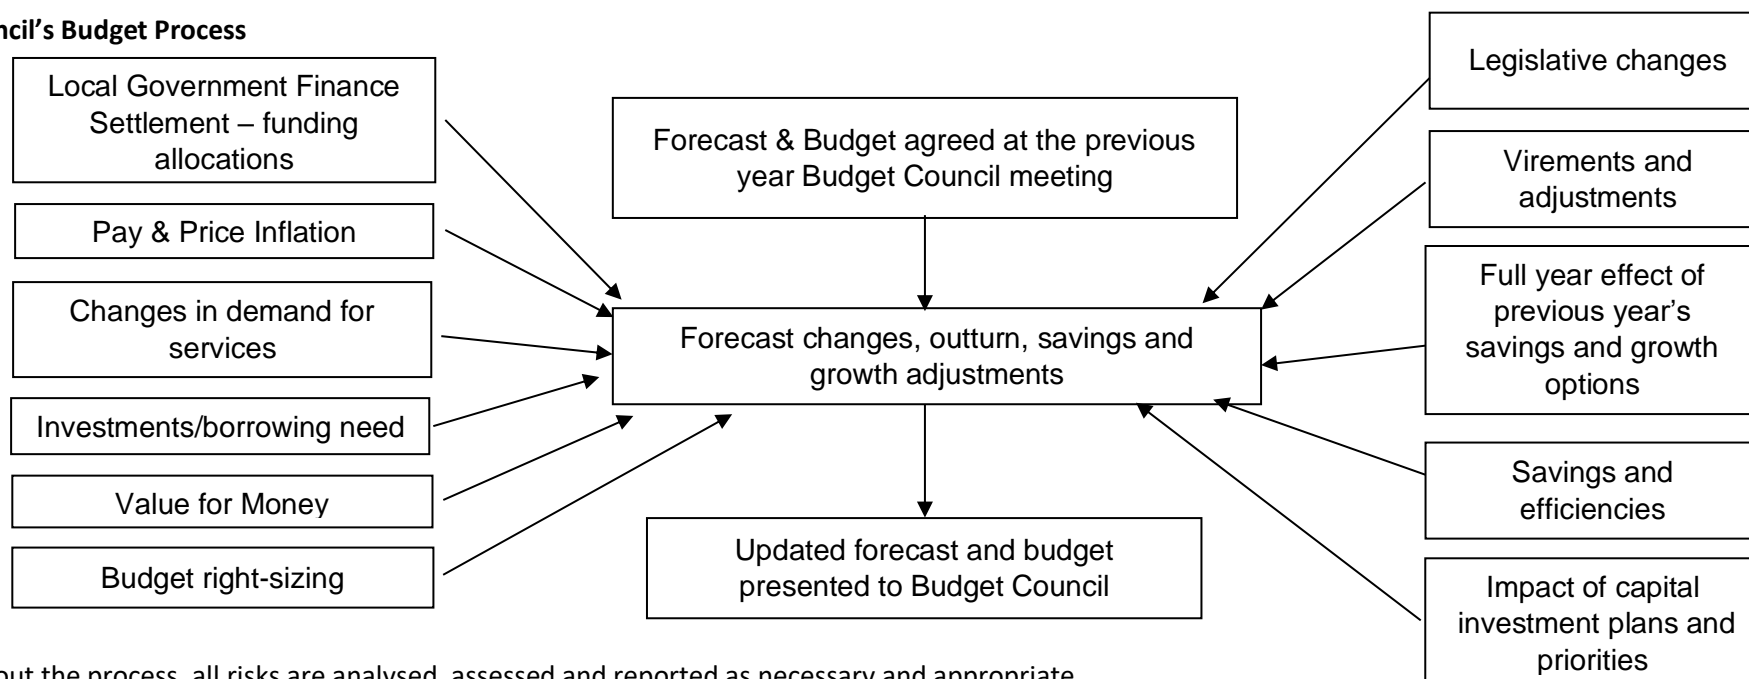 ncil's Budget Process
Local Government Finance
Settlement – funding
allocations
Pay & Price Inflation
Changes in demand for
services
Investments/borrowing need
Value for Money
Budget right-sizing
Forecast & Budget agreed at the previous
year Budget Council meeting
Forecast changes, outturn, savings and
growth adjustments
Updated forecast and budget
presented to Budget Council
Legislative changes
Virements and
adjustments
Full year effect of
previous year's
savings and growth
options
Savings and
efficiencies
Impact of capital
investment plans and
priorities
out the process, all risks are analysed, assessed and reported as necessary and appropriate